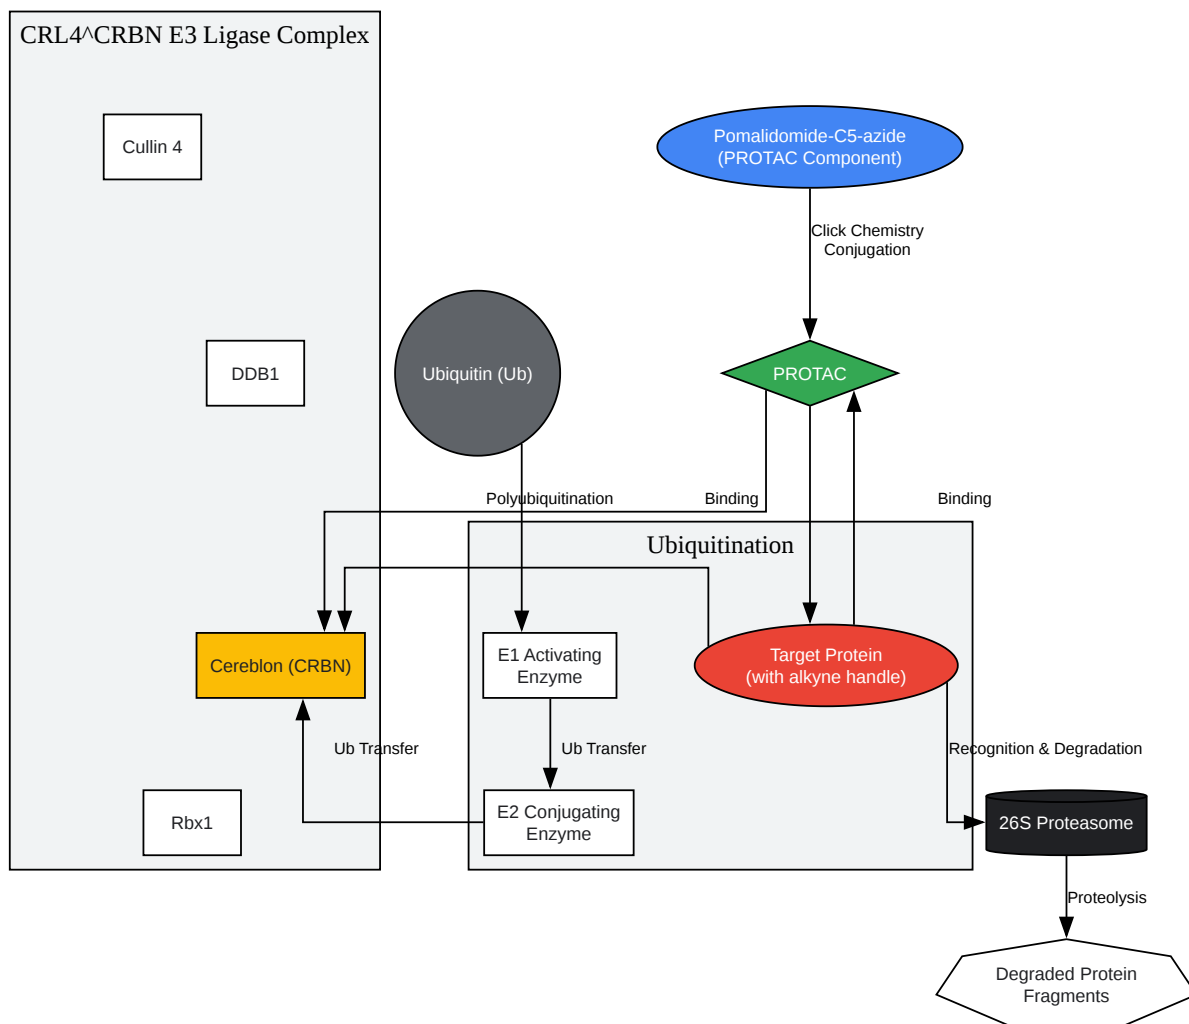 CRL4^CRBN E3 Ligase Complex
Cullin 4
Pomalidomide-C5-azide
(PROTAC Component)
Click Chemistry
Conjugation
DDB1
Ubiquitin (Ub)
PROTAC
Polyubiquitination
Binding
Binding
Ubiquitination
Cereblon (CRBN)
E1 Activating
Enzyme
Target Protein
(with alkyne handle)
Ub Transfer
Ub Transfer
Recognition & Degradation
Rbx1
E2 Conjugating
Enzyme
26S Proteasome
Proteolysis
Degraded Protein
Fragments